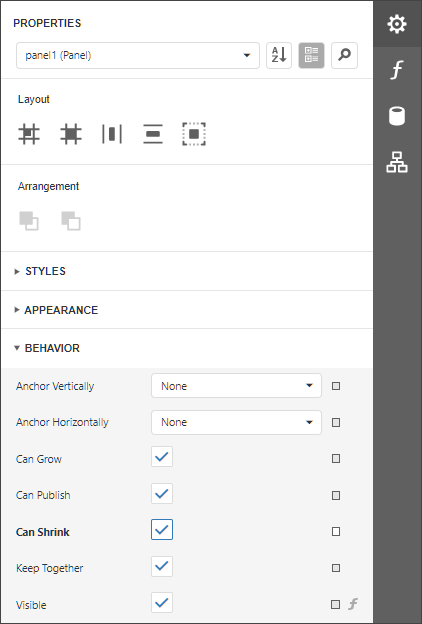 PROPERTIES
panel1 (Panel)
A
Z
Layout
Arrangement
STYLES
APPEARANCE
BEHAVIOR
Anchor Vertically None
Anchor Horizontally None
Can Grow
Can Publish
Can Shrink
Keep Together
Visible f
f